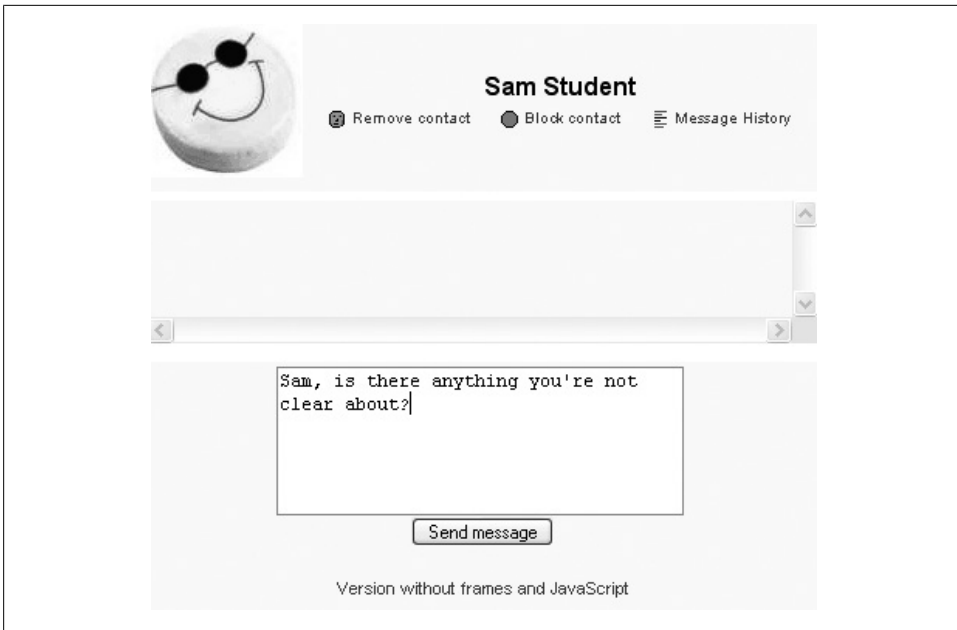 Sam Student
Remove contact Block contact Message History
Sam, is there anything you're not
clear about?
Send message
Version without frames and JavaScript